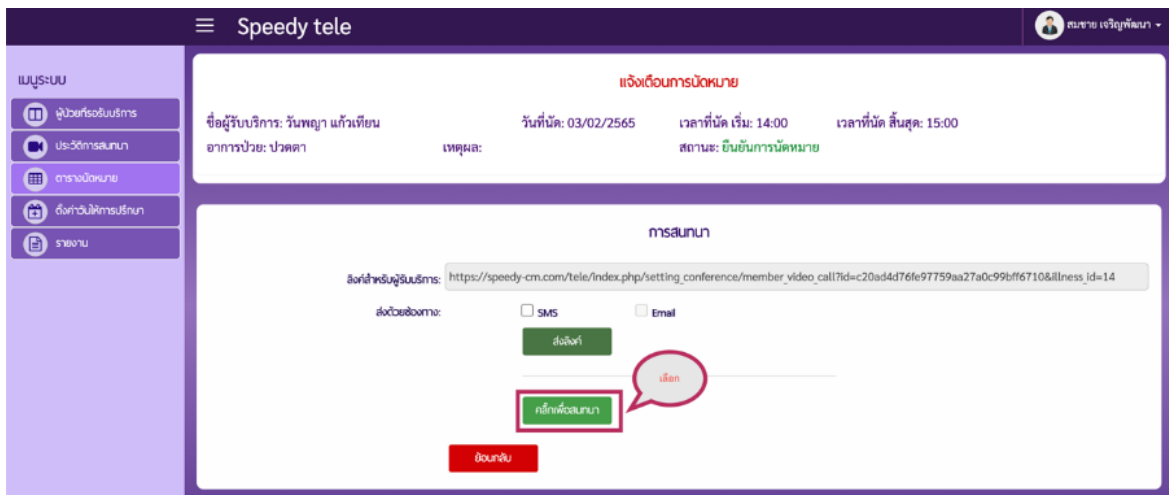 Speedy tele
สมชาย เจริญพัฒนา
เมนูระบบ
ผู้ป่วยที่รอรับบริการ
ประวัติการสนทนา
ตารางนัดหมาย
ตั้งค่าวันให้การปรึกษา
รายงาน
แจ้งเตือนการนัดหมาย
ชื่อผู้รับบริการ: วันพญา แก้วเทียน วันที่นัด: 03/02/2565 เวลาที่นัด เริ่ม: 14:00 เวลาที่นัด สิ้นสุด: 15:00
อาการป่วย: ปวดตา เหตุผล: สถานะ: ยืนยันการนัดหมาย
การสนทนา
ลิงค์สำหรับผู้รับบริการ: https://speedy-cm.com/tele/index.php/setting_conference/member_video_call?id=c20ad4d76fe97759aa27a0c99bff6710&illness_id=14
ส่งด้วยช่องทาง: SMS Email
ส่งลิงค์
เลือก
คลิ๊กเพื่อสนทนา
ย้อนกลับ